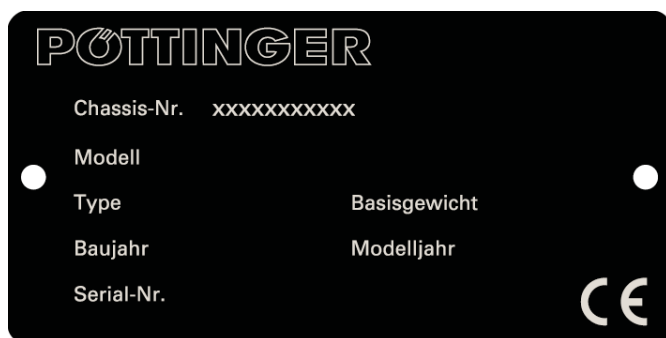 PÖTTINGER
Chassis-Nr. xxxxxxxxxxx
Modell
Type Basisgewicht
Baujahr Modelljahr
Serial-Nr.
CE